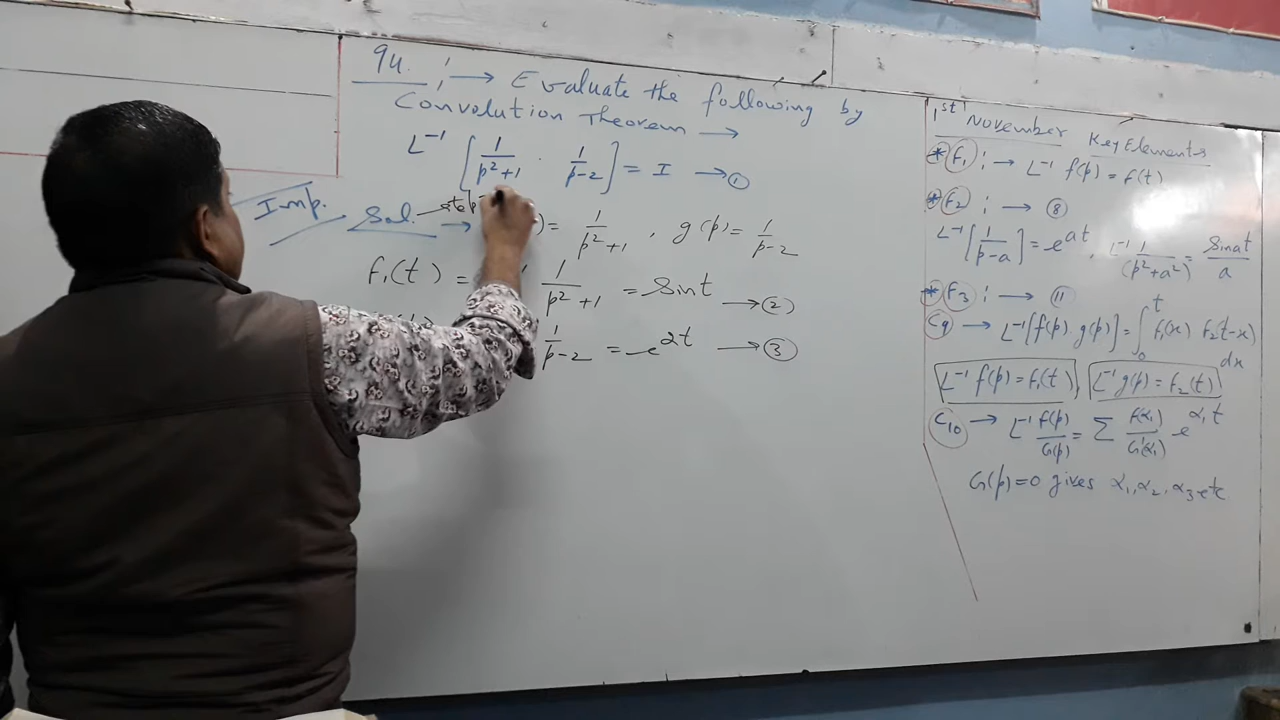 94. :→ Evaluate the following by
Convolution Theorem →
L⁻¹ [1/(p²+1) · 1/(p-2)] = I → ①
Imp. Sol. → step
= 1/(p²+1) , g(p) = 1/(p-2)
f₁(t) = 1/(p²+1) = Sint → ②
1/(p-2) = e^{2t} → ③
1st November Key Elements
* F₁ : → L⁻¹ f(p) = f(t)
* F₂ : → ⑧
L⁻¹[1/(p-a)] = e^{at} , L⁻¹ 1/(p²+a²) = Sinat/a
* F₃ : → ⑪
C9 → L⁻¹[f(p) g(p)] = ∫₀ᵗ f₁(x) f₂(t-x) dx
L⁻¹ f(p) = f₁(t) L⁻¹ g(p) = f₂(t)
C10 → L⁻¹ f(p)/G(p) = Σ F(α₁)/G'(α₁) e^{α₁t}
G(p) = 0 gives α₁, α₂, α₃ etc